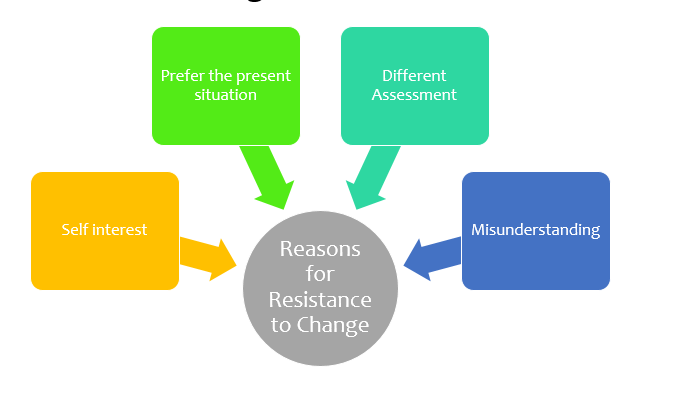 Prefer the present
situation
Different
Assessment
Self interest
Misunderstanding
Reasons
for
Resistance
to Change